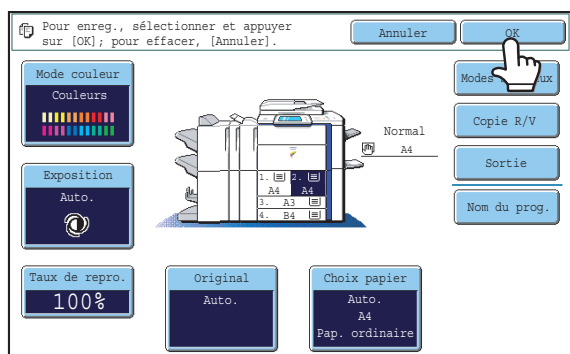 Pour enreg., sélectionner et appuyer
sur [OK]; pour effacer, [Annuler].
Annuler
OK
Mode couleur
Couleurs
Modes
Copie R/V
Normal
A4
Sortie
Exposition
Auto.
1.
2.
A4
A4
3. A3
4. B4
Nom du prog.
Taux de repro.
100%
Original
Auto.
Choix papier
Auto.
A4
Pap. ordinaire